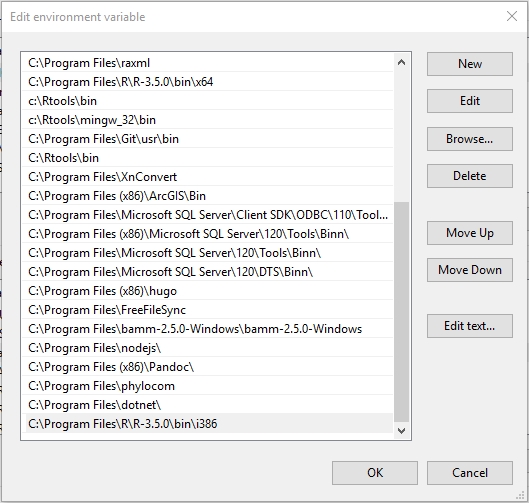 Edit environment variable
C:\Program Files\raxml
C:\Program Files\R\R-3.5.0\bin\x64
c:\Rtools\bin
c:\Rtools\mingw_32\bin
C:\Program Files\Git\usr\bin
C:\Rtools\bin
C:\Program Files\XnConvert
C:\Program Files (x86)\ArcGIS\Bin
C:\Program Files\Microsoft SQL Server\Client SDK\ODBC\110\Tool...
C:\Program Files (x86)\Microsoft SQL Server\120\Tools\Binn\
C:\Program Files\Microsoft SQL Server\120\Tools\Binn\
C:\Program Files\Microsoft SQL Server\120\DTS\Binn\
C:\Program Files (x86)\hugo
C:\Program Files\FreeFileSync
C:\Program Files\bamm-2.5.0-Windows\bamm-2.5.0-Windows
C:\Program Files\nodejs\
C:\Program Files (x86)\Pandoc\
C:\Program Files\phylocom
C:\Program Files\dotnet\
C:\Program Files\R\R-3.5.0\bin\i386
New
Edit
Browse...
Delete
Move Up
Move Down
Edit text...
OK
Cancel